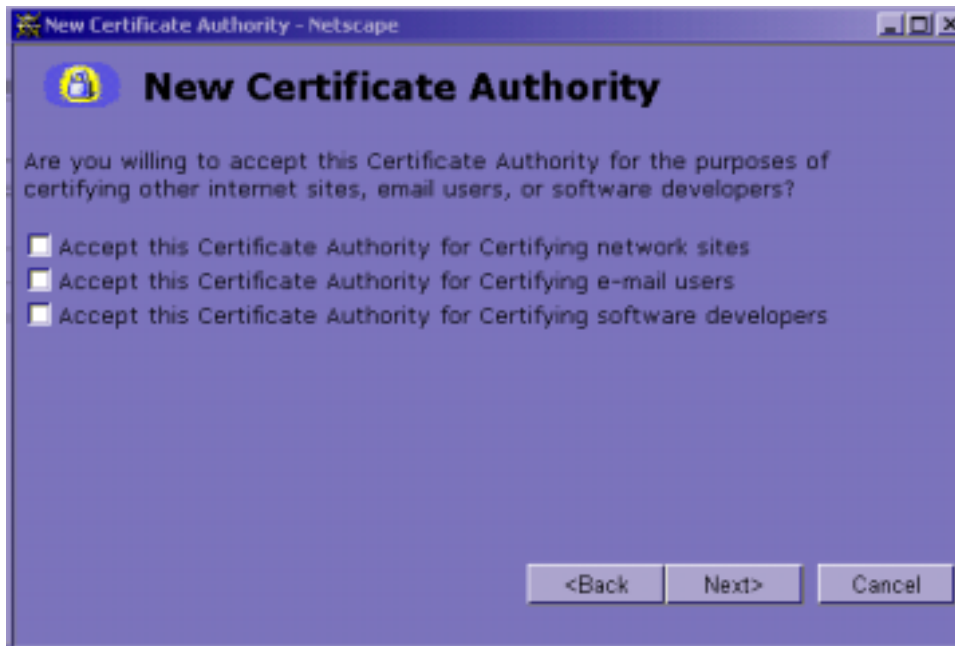 New Certificate Authority - Netscape
New Certificate Authority
Are you willing to accept this Certificate Authority for the purposes of
certifying other internet sites, email users, or software developers?
Accept this Certificate Authority for Certifying network sites
Accept this Certificate Authority for Certifying e-mail users
Accept this Certificate Authority for Certifying software developers
<Back Next> Cancel